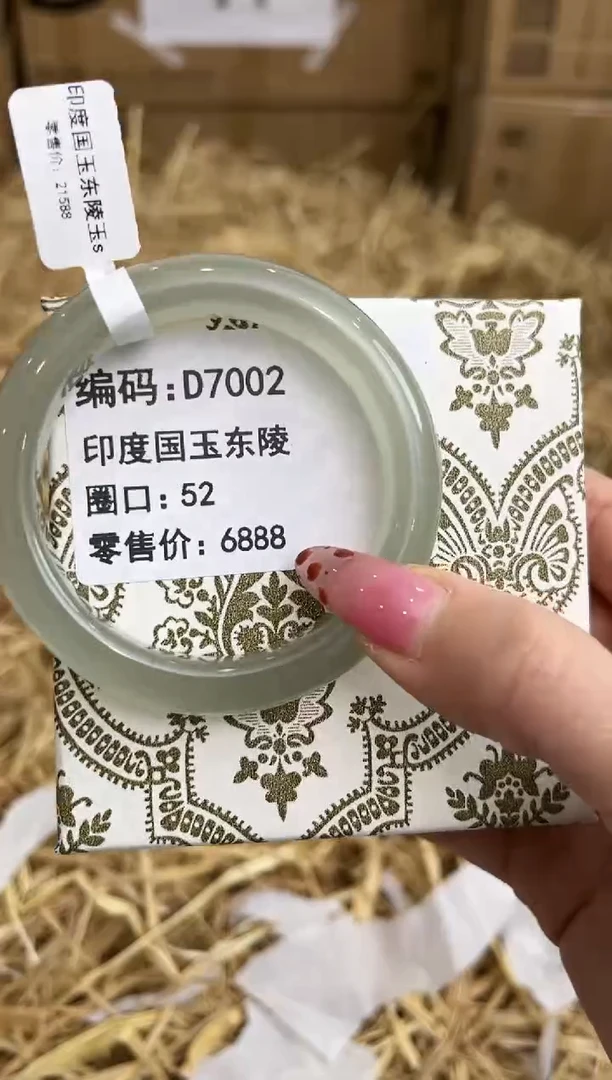 印度国玉东陵玉s
零售价: 21588
编码:D7002
印度国玉东陵
圈口: 52
零售价: 6888